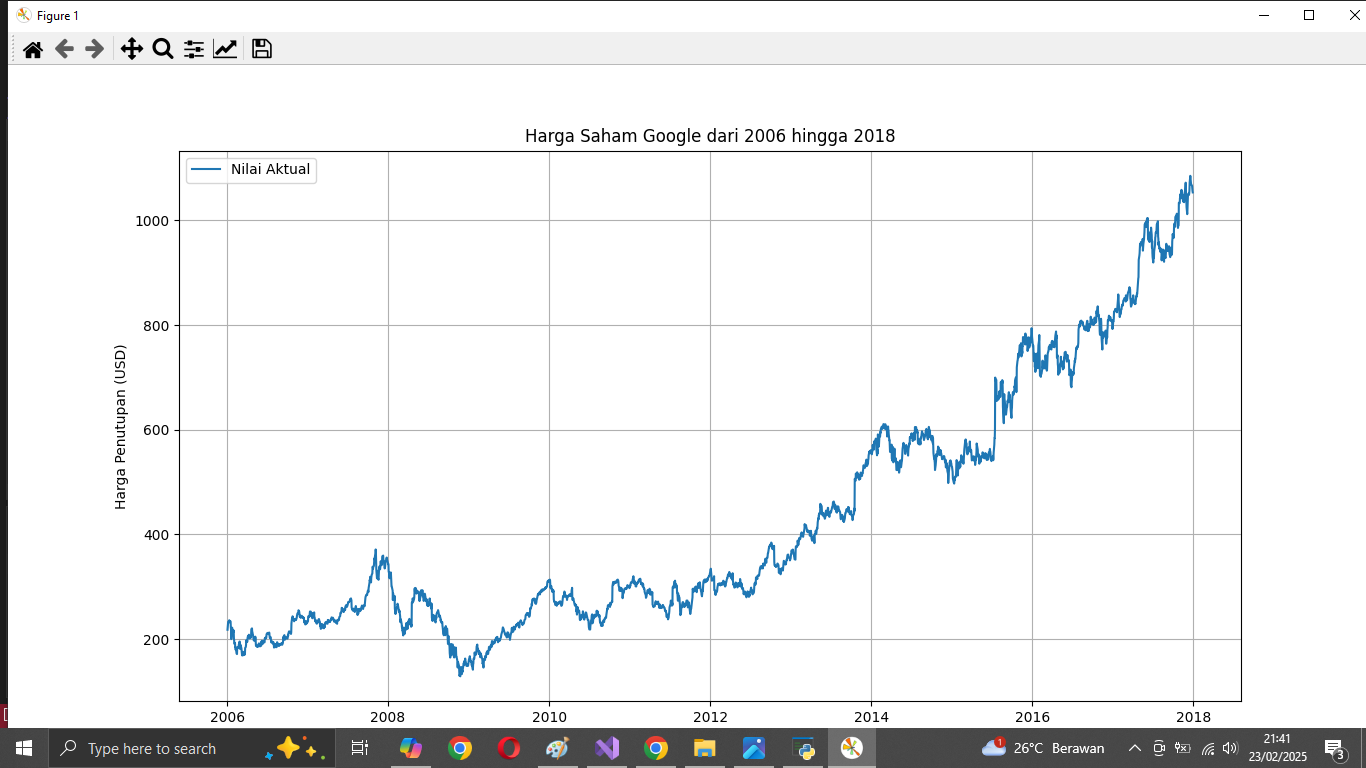 Figure 1
Harga Saham Google dari 2006 hingga 2018
Nilai Aktual
1000
800
600
400
200
Harga Penutupan (USD)
2006 2008 2010 2012 2014 2016 2018
Type here to search
1
26°C Berawan
21:41
23/02/2025
3